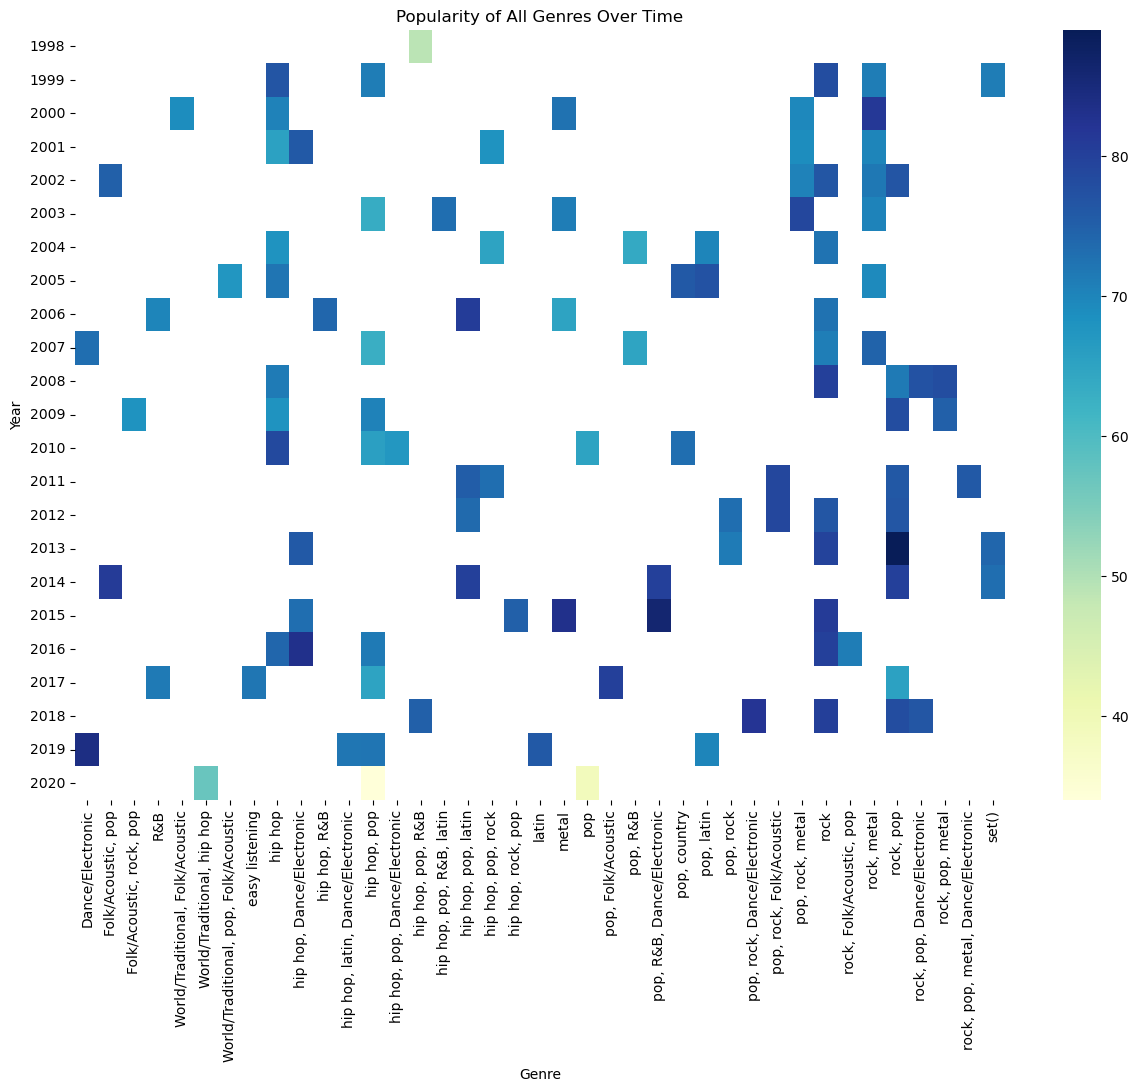 Popularity of All Genres Over Time
1998
1999
2000
2001
2002
2003
2004
2005
2006
2007
2008
2009
2010
2011
2012
2013
2014
2015
2016
2017
2018
2019
2020
Year
80
70
60
50
40
Dance/Electronic
Folk/Acoustic, pop
Folk/Acoustic, rock, pop
R&B
World/Traditional, Folk/Acoustic
World/Traditional, hip hop
World/Traditional, pop, Folk/Acoustic
easy listening
hip hop
hip hop, Dance/Electronic
hip hop, R&B
hip hop, latin, Dance/Electronic
hip hop, pop
hip hop, pop, Dance/Electronic
hip hop, pop, R&B
hip hop, pop, R&B, latin
hip hop, pop, latin
hip hop, pop, rock
hip hop, rock, pop
latin
metal
pop
pop, Folk/Acoustic
pop, R&B
pop, R&B, Dance/Electronic
pop, country
pop, latin
pop, rock
pop, rock, Dance/Electronic
pop, rock, Folk/Acoustic
pop, rock, metal
rock
rock, Folk/Acoustic, pop
rock, metal
rock, pop
rock, pop, Dance/Electronic
rock, pop, metal
rock, pop, metal, Dance/Electronic
set()
Genre